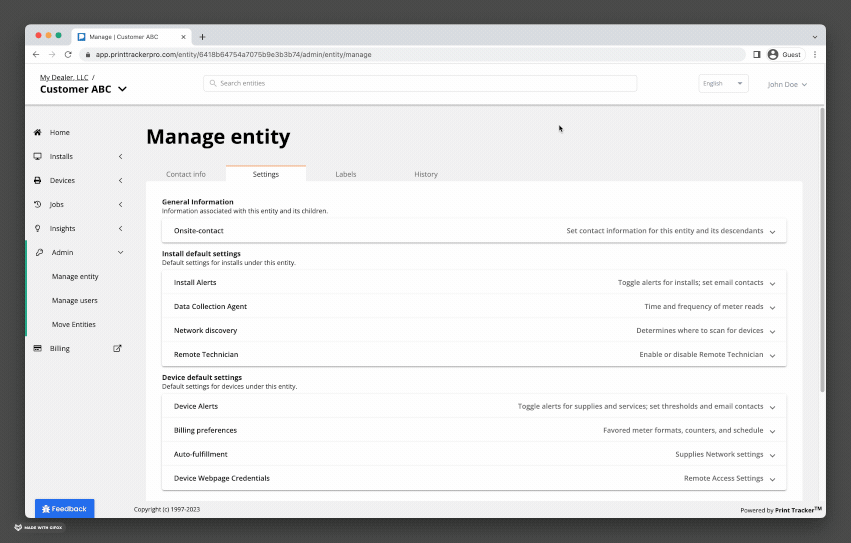 Manage | Customer ABC
app.printtrackerpro.com/entity/6418b64754a7075b9e3b3b74/admin/entity/manage
Guest
My Dealer, LLC /
Customer ABC
Search entities
English
John Doe
Home
Installs
Devices
Jobs
Insights
Admin
Manage entity
Manage users
Move Entities
Billing
Feedback
Manage entity
Contact info
Settings
Labels
History
General Information
Information associated with this entity and its children.
Onsite-contact
Set contact information for this entity and its descendants
Install default settings
Default settings for installs under this entity.
Install Alerts
Toggle alerts for installs; set email contacts
Data Collection Agent
Time and frequency of meter reads
Network discovery
Determines where to scan for devices
Remote Technician
Enable or disable Remote Technician
Device default settings
Default settings for devices under this entity.
Device Alerts
Toggle alerts for supplies and services; set thresholds and email contacts
Billing preferences
Favored meter formats, counters, and schedule
Auto-fulfillment
Supplies Network settings
Device Webpage Credentials
Remote Access Settings
Copyright (c) 1997-2023
Powered by Print Tracker™
MADE WITH GIFOX